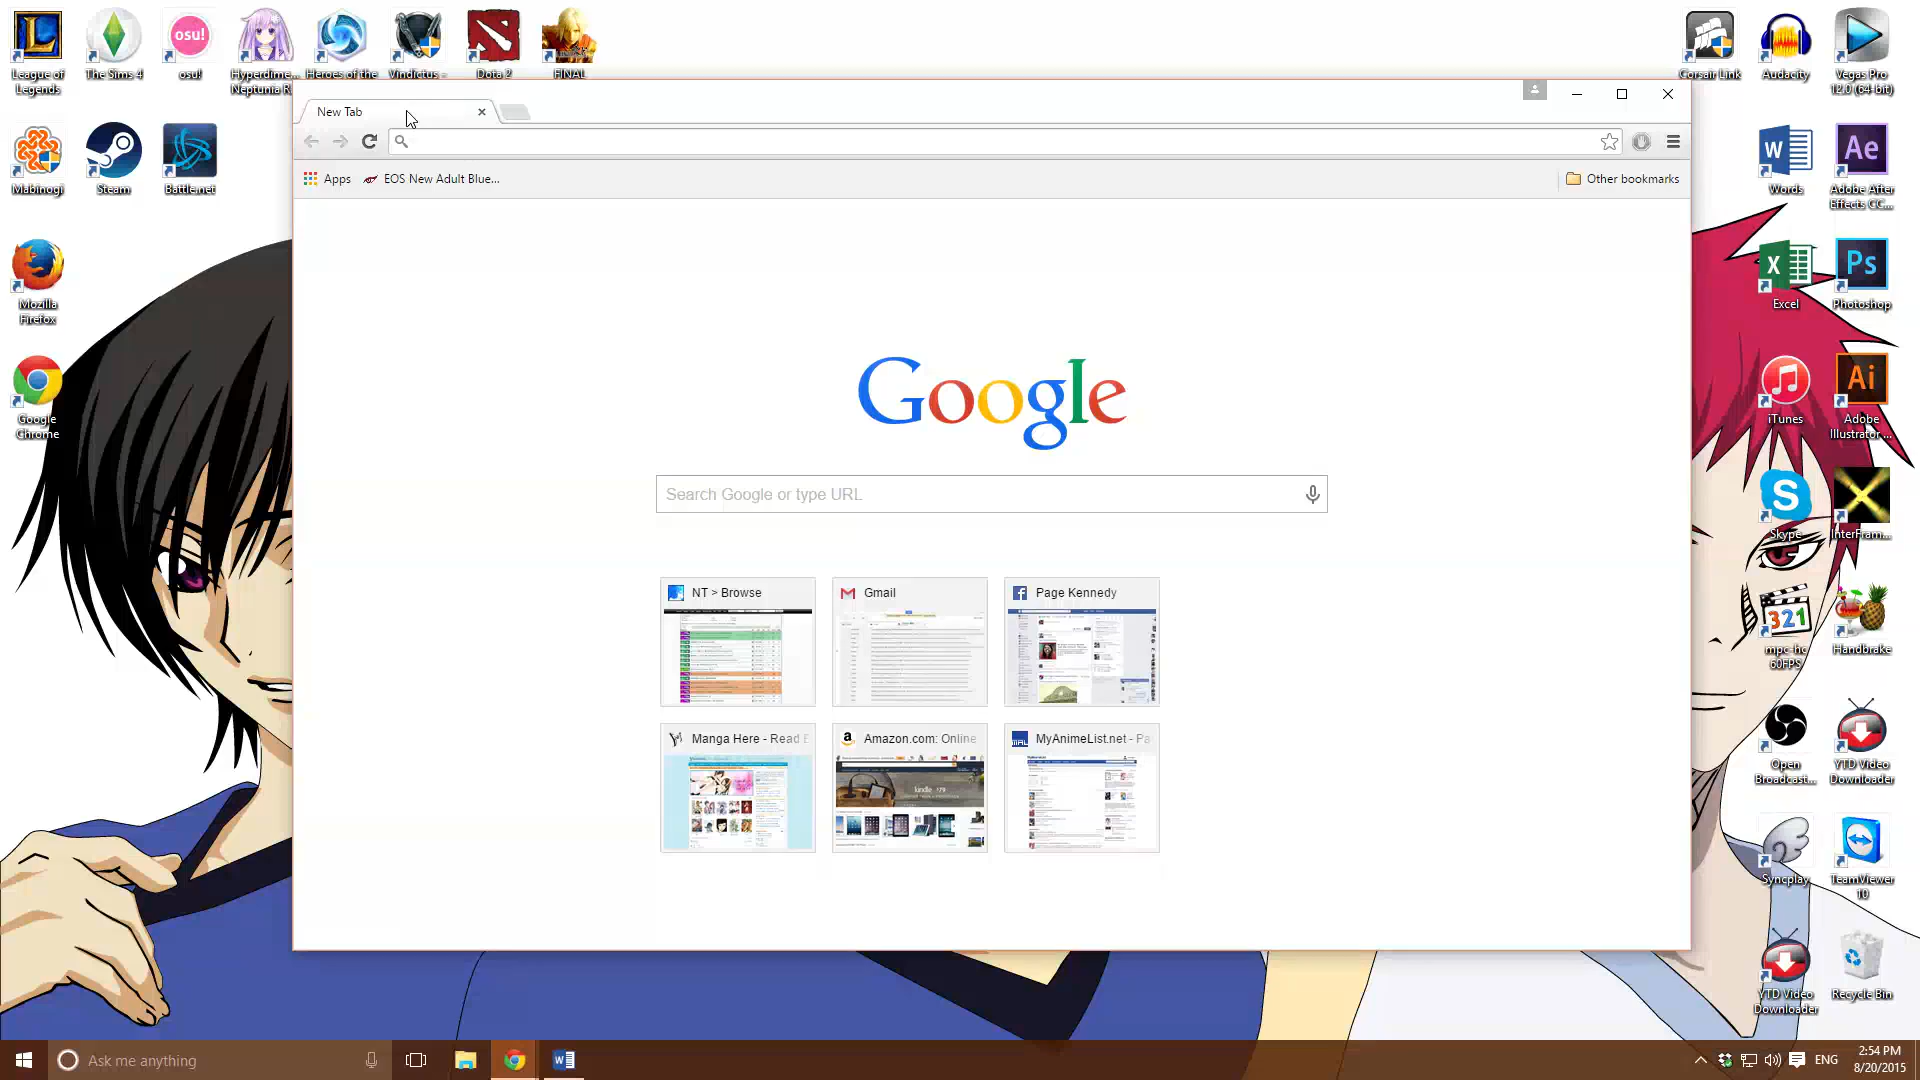 League of
Legends
The Sims 4
osu!
osu!
Hyperdime...
Neptunia R
Heroes of the
Vindictus -
Dota 2
FINAL
Corsair Link
Audacity
Vegas Pro
12.0 (64-bit)
New Tab
Mabinogi
Steam
Battle.net
Words
Adobe After
Effects CC...
Ae
Apps
EOS New Adult Blue...
Other bookmarks
Mozilla
Firefox
Excel
Ps
Photoshop
Google
Google
Chrome
iTunes
Ai
Adobe
Illustrator ...
Search Google or type URL
Skype
InterFram...
NT > Browse
Gmail
Page Kennedy
321
mpc-hc
60FPS
Handbrake
Manga Here - Read E
Amazon.com: Online
MyAnimeList.net - Pa
MAL
kindle
Open
Broadcast...
YTD Video
Downloader
Syncplay
TeamViewer
10
YTD Video
Downloader
Recycle Bin
Ask me anything
ENG
2:54 PM
8/20/2015